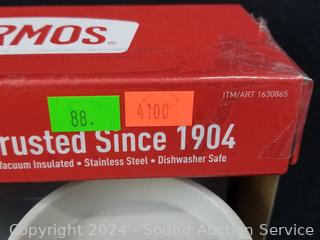 RMOS
ITM/ART 1630865
88.
4100
rusted Since 1904
Vacuum Insulated • Stainless Steel • Dishwasher Safe
Copyright © 2024 - Sound Auction Service